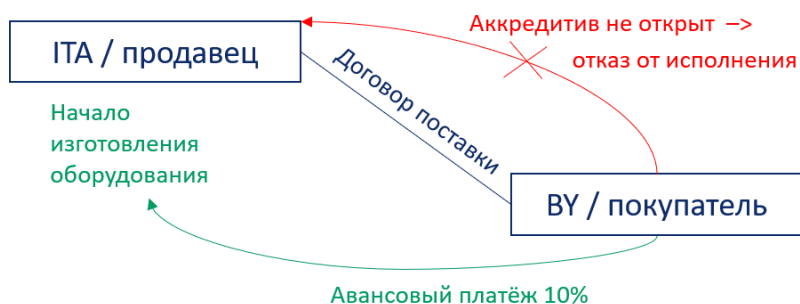 Аккредитив не открыт –>
отказ от исполнения
ITA / продавец
Договор поставки
Начало
изготовления
оборудования
BY / покупатель
Авансовый платёж 10%